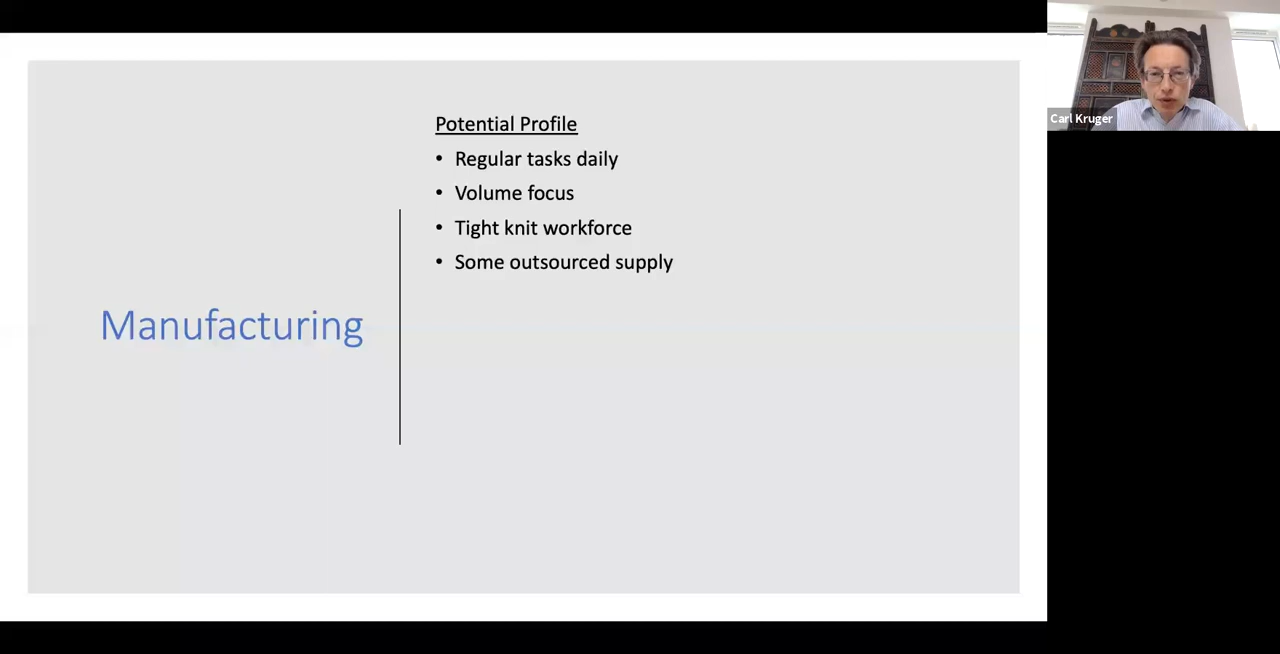 Potential Profile
• Regular tasks daily
• Volume focus
• Tight knit workforce
• Some outsourced supply
Manufacturing
Carl Kruger